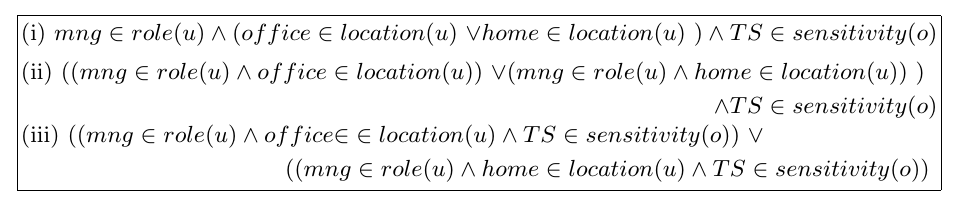 (i) mng ∈ role(u) ∧ (office ∈ location(u) ∨home ∈ location(u) ) ∧ TS ∈ sensitivity(o)
(ii) ((mng ∈ role(u) ∧ office ∈ location(u)) ∨(mng ∈ role(u) ∧ home ∈ location(u)) )
∧TS ∈ sensitivity(o)
(iii) ((mng ∈ role(u) ∧ office∈ ∈ location(u) ∧ TS ∈ sensitivity(o)) ∨
((mng ∈ role(u) ∧ home ∈ location(u) ∧ TS ∈ sensitivity(o))